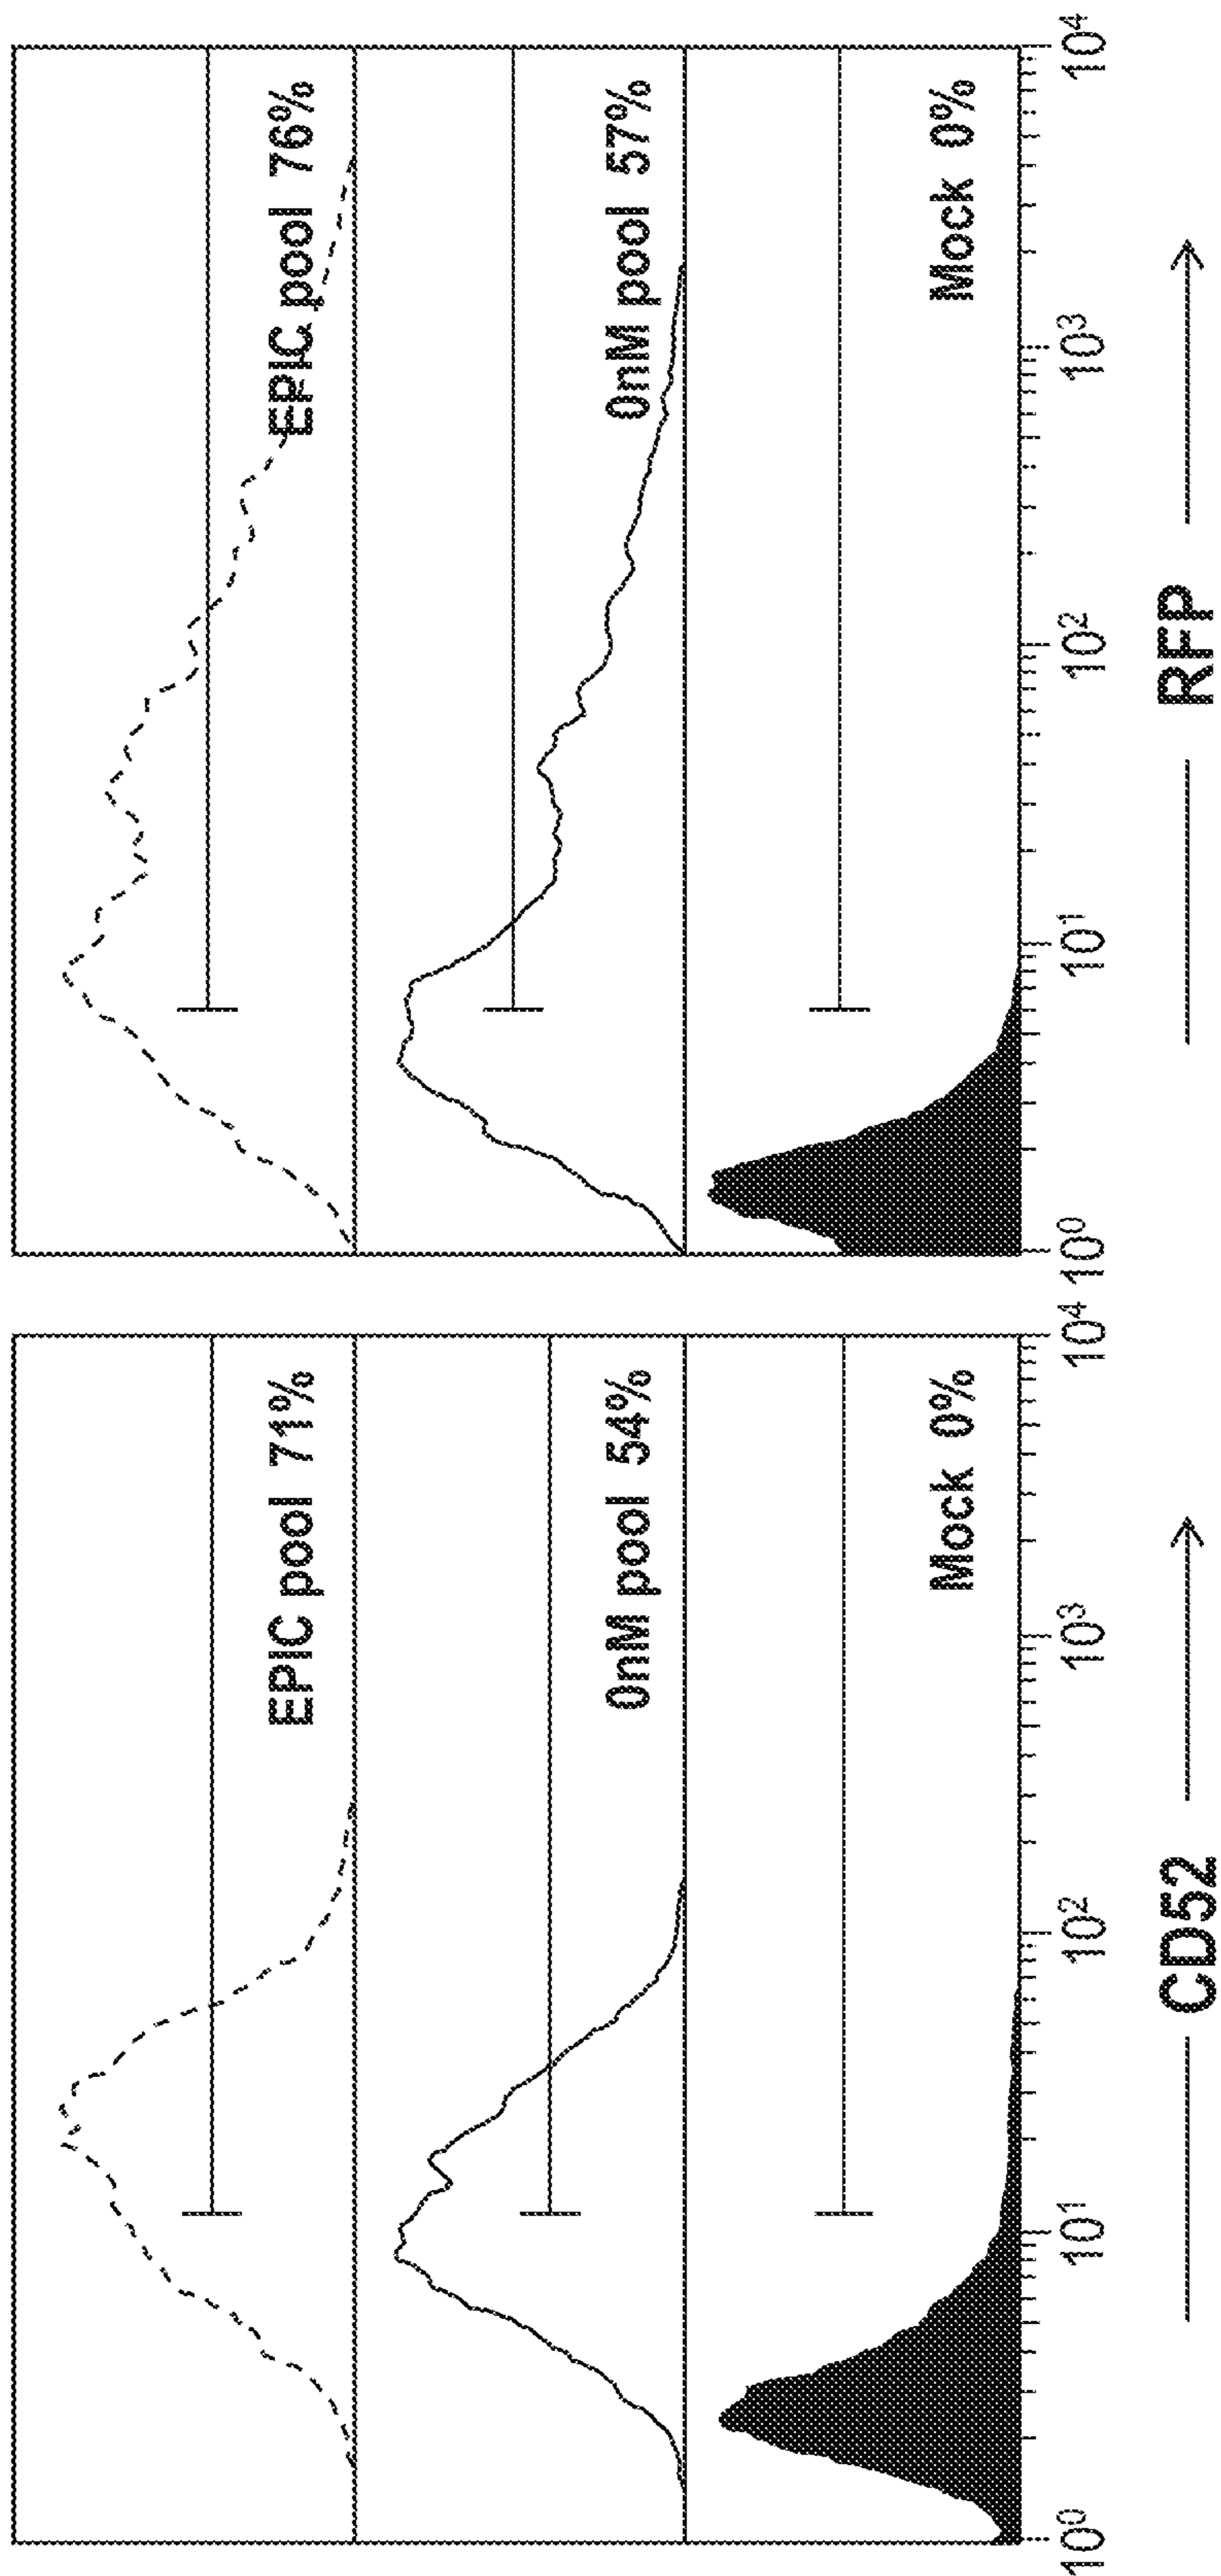 EPIC pool 71%
0nM pool 54%
Mock 0%
10⁰ 10¹ 10² 10³ 10⁴
CD52
EPIC pool 76%
0nM pool 57%
Mock 0%
10⁰ 10¹ 10² 10³ 10⁴
RFP